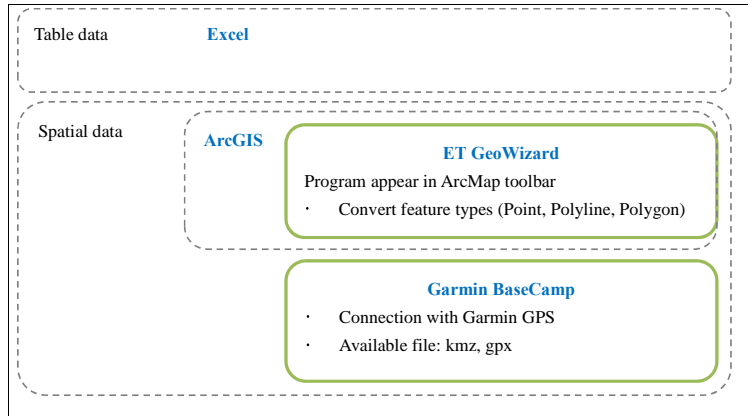 Table data Excel
Spatial data
ArcGIS
ET GeoWizard
Program appear in ArcMap toolbar
· Convert feature types (Point, Polyline, Polygon)
Garmin BaseCamp
· Connection with Garmin GPS
· Available file: kmz, gpx